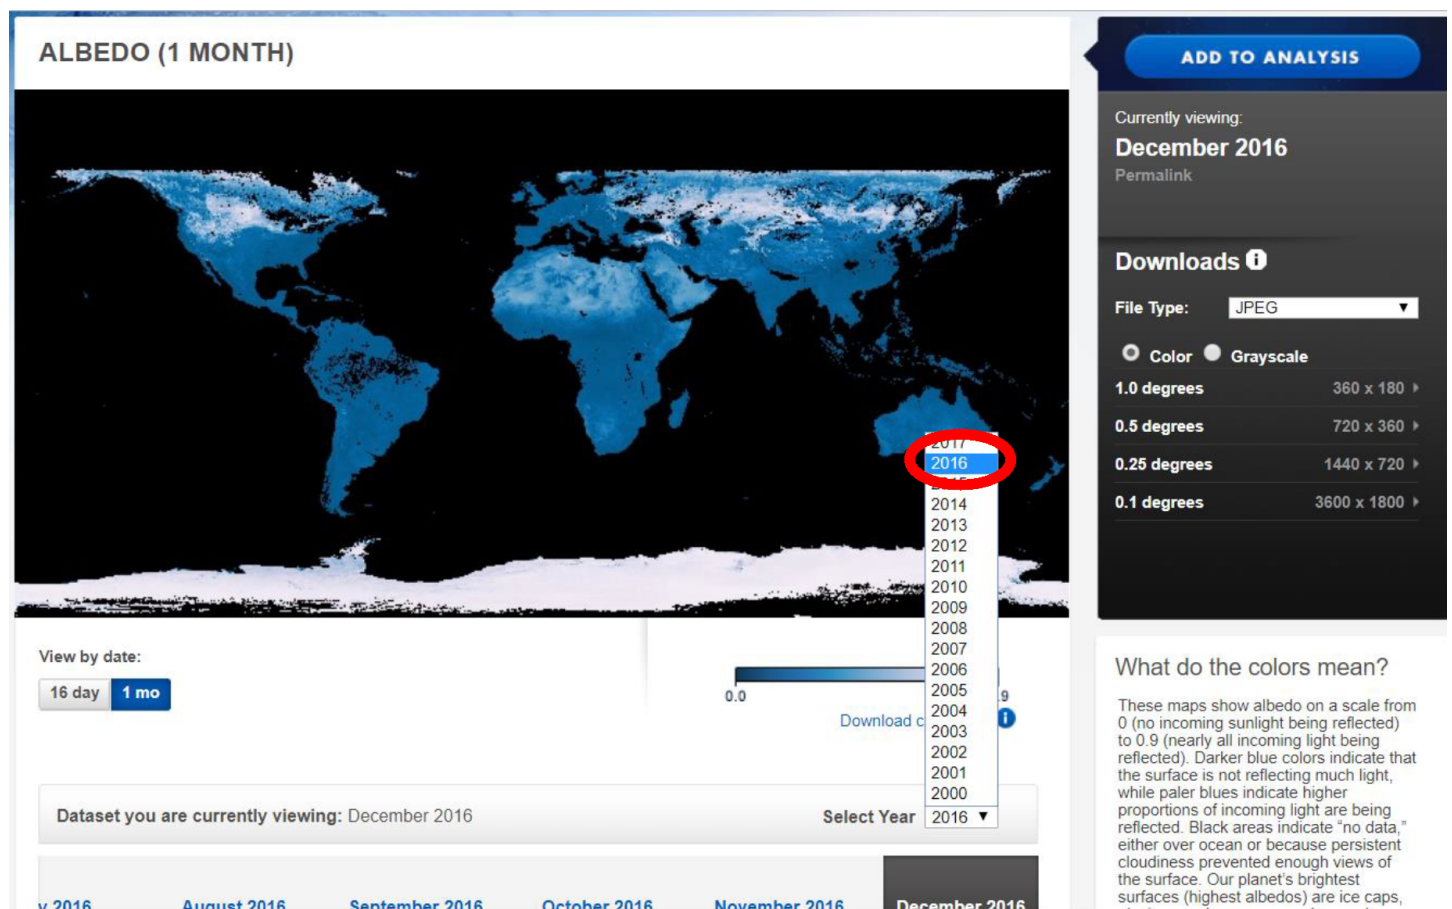 ALBEDO (1 MONTH)
ADD TO ANALYSIS
Currently viewing:
December 2016
Permalink
Downloads i
File Type: JPEG ▼
Color Grayscale
1.0 degrees 360 x 180
0.5 degrees 720 x 360
0.25 degrees 1440 x 720
0.1 degrees 3600 x 1800
2017
2016
2015
2014
2013
2012
2011
2010
2009
2008
2007
2006
2005
2004
2003
2002
2001
2000
View by date:
16 day 1 mo
0.0 .9
Download c i
Dataset you are currently viewing: December 2016
Select Year 2016 ▼
y 2016 August 2016 September 2016 October 2016 November 2016 December 2016
What do the colors mean?
These maps show albedo on a scale from
0 (no incoming sunlight being reflected)
to 0.9 (nearly all incoming light being
reflected). Darker blue colors indicate that
the surface is not reflecting much light,
while paler blues indicate higher
proportions of incoming light are being
reflected. Black areas indicate “no data,”
either over ocean or because persistent
cloudiness prevented enough views of
the surface. Our planet's brightest
surfaces (highest albedos) are ice caps,